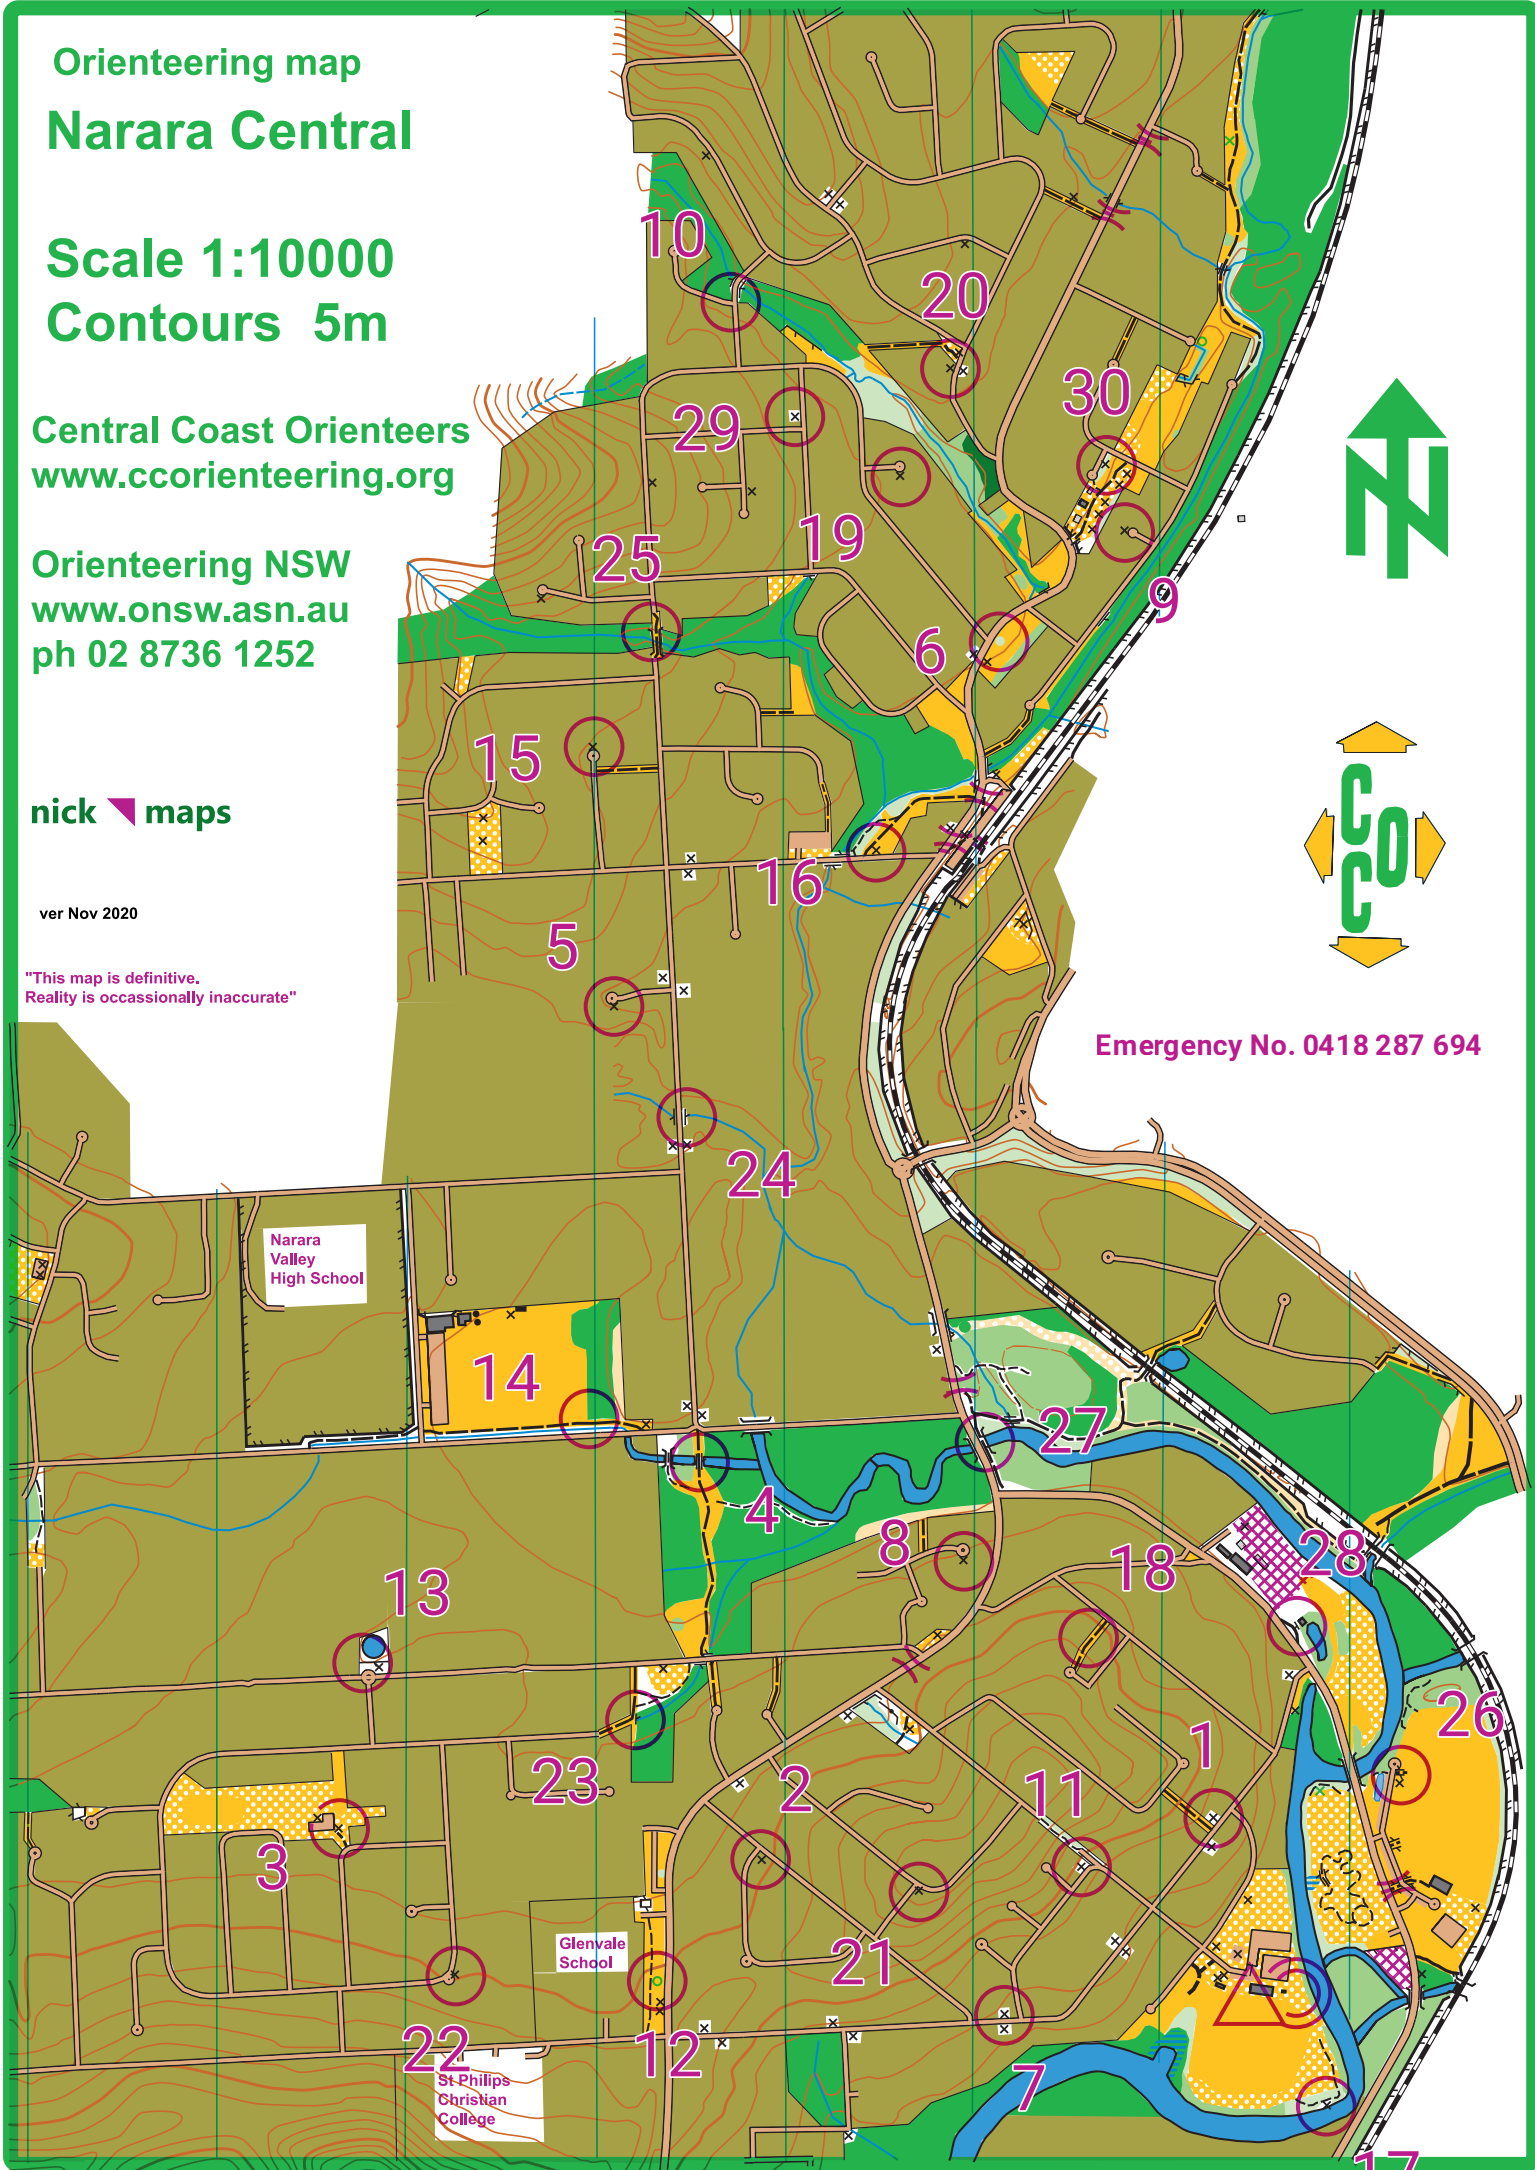 Orienteering map
Narara Central
Scale 1:10000
Contours 5m
Central Coast Orienteers
www.ccorienteering.org
Orienteering NSW
www.onsw.asn.au
ph 02 8736 1252
nick maps
ver Nov 2020
"This map is definitive.
Reality is occassionally inaccurate"
N
COC
Emergency No. 0418 287 694
10
20
30
29
19
25
9
6
15
16
5
24
Narara
Valley
High School
14
27
4
8
18
28
13
26
1
23
2
11
3
Glenvale
School
21
22
12
7
St Philips
Christian
College
17